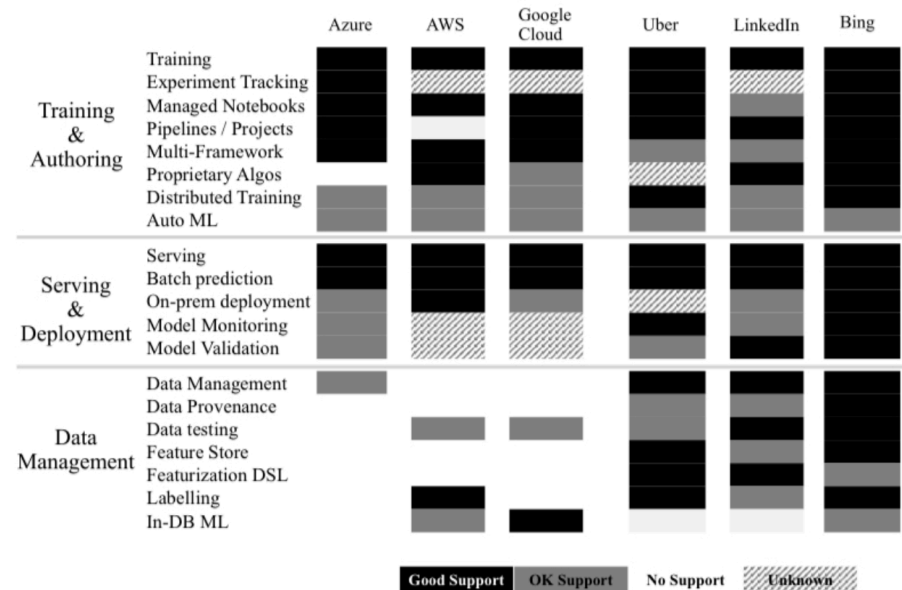 Azure
AWS
Google
Cloud
Uber
LinkedIn
Bing
Training
&
Authoring
Training
Experiment Tracking
Managed Notebooks
Pipelines / Projects
Multi-Framework
Proprietary Algos
Distributed Training
Auto ML
Serving
&
Deployment
Serving
Batch prediction
On-prem deployment
Model Monitoring
Model Validation
Data
Management
Data Management
Data Provenance
Data testing
Feature Store
Featurization DSL
Labelling
In-DB ML
Good Support
OK Support
No Support
Unknown